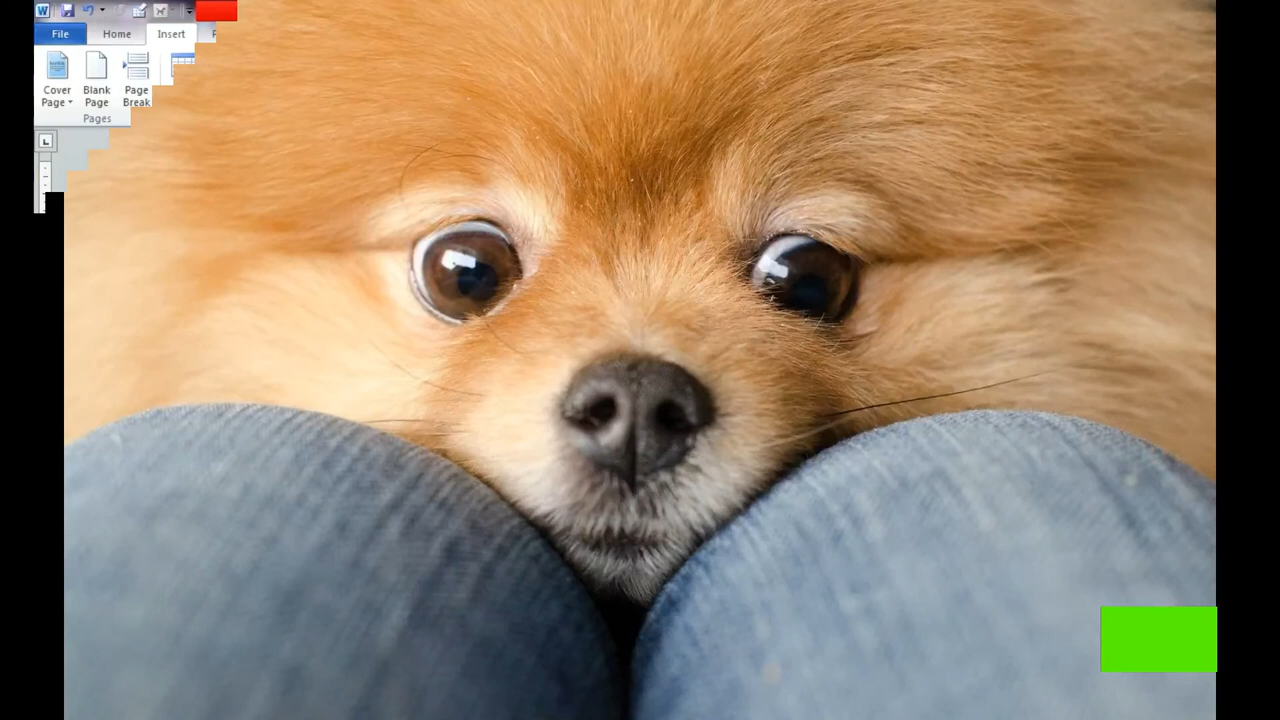 W
File Home Insert
Cover Page
Blank Page
Page Break
Pages
L